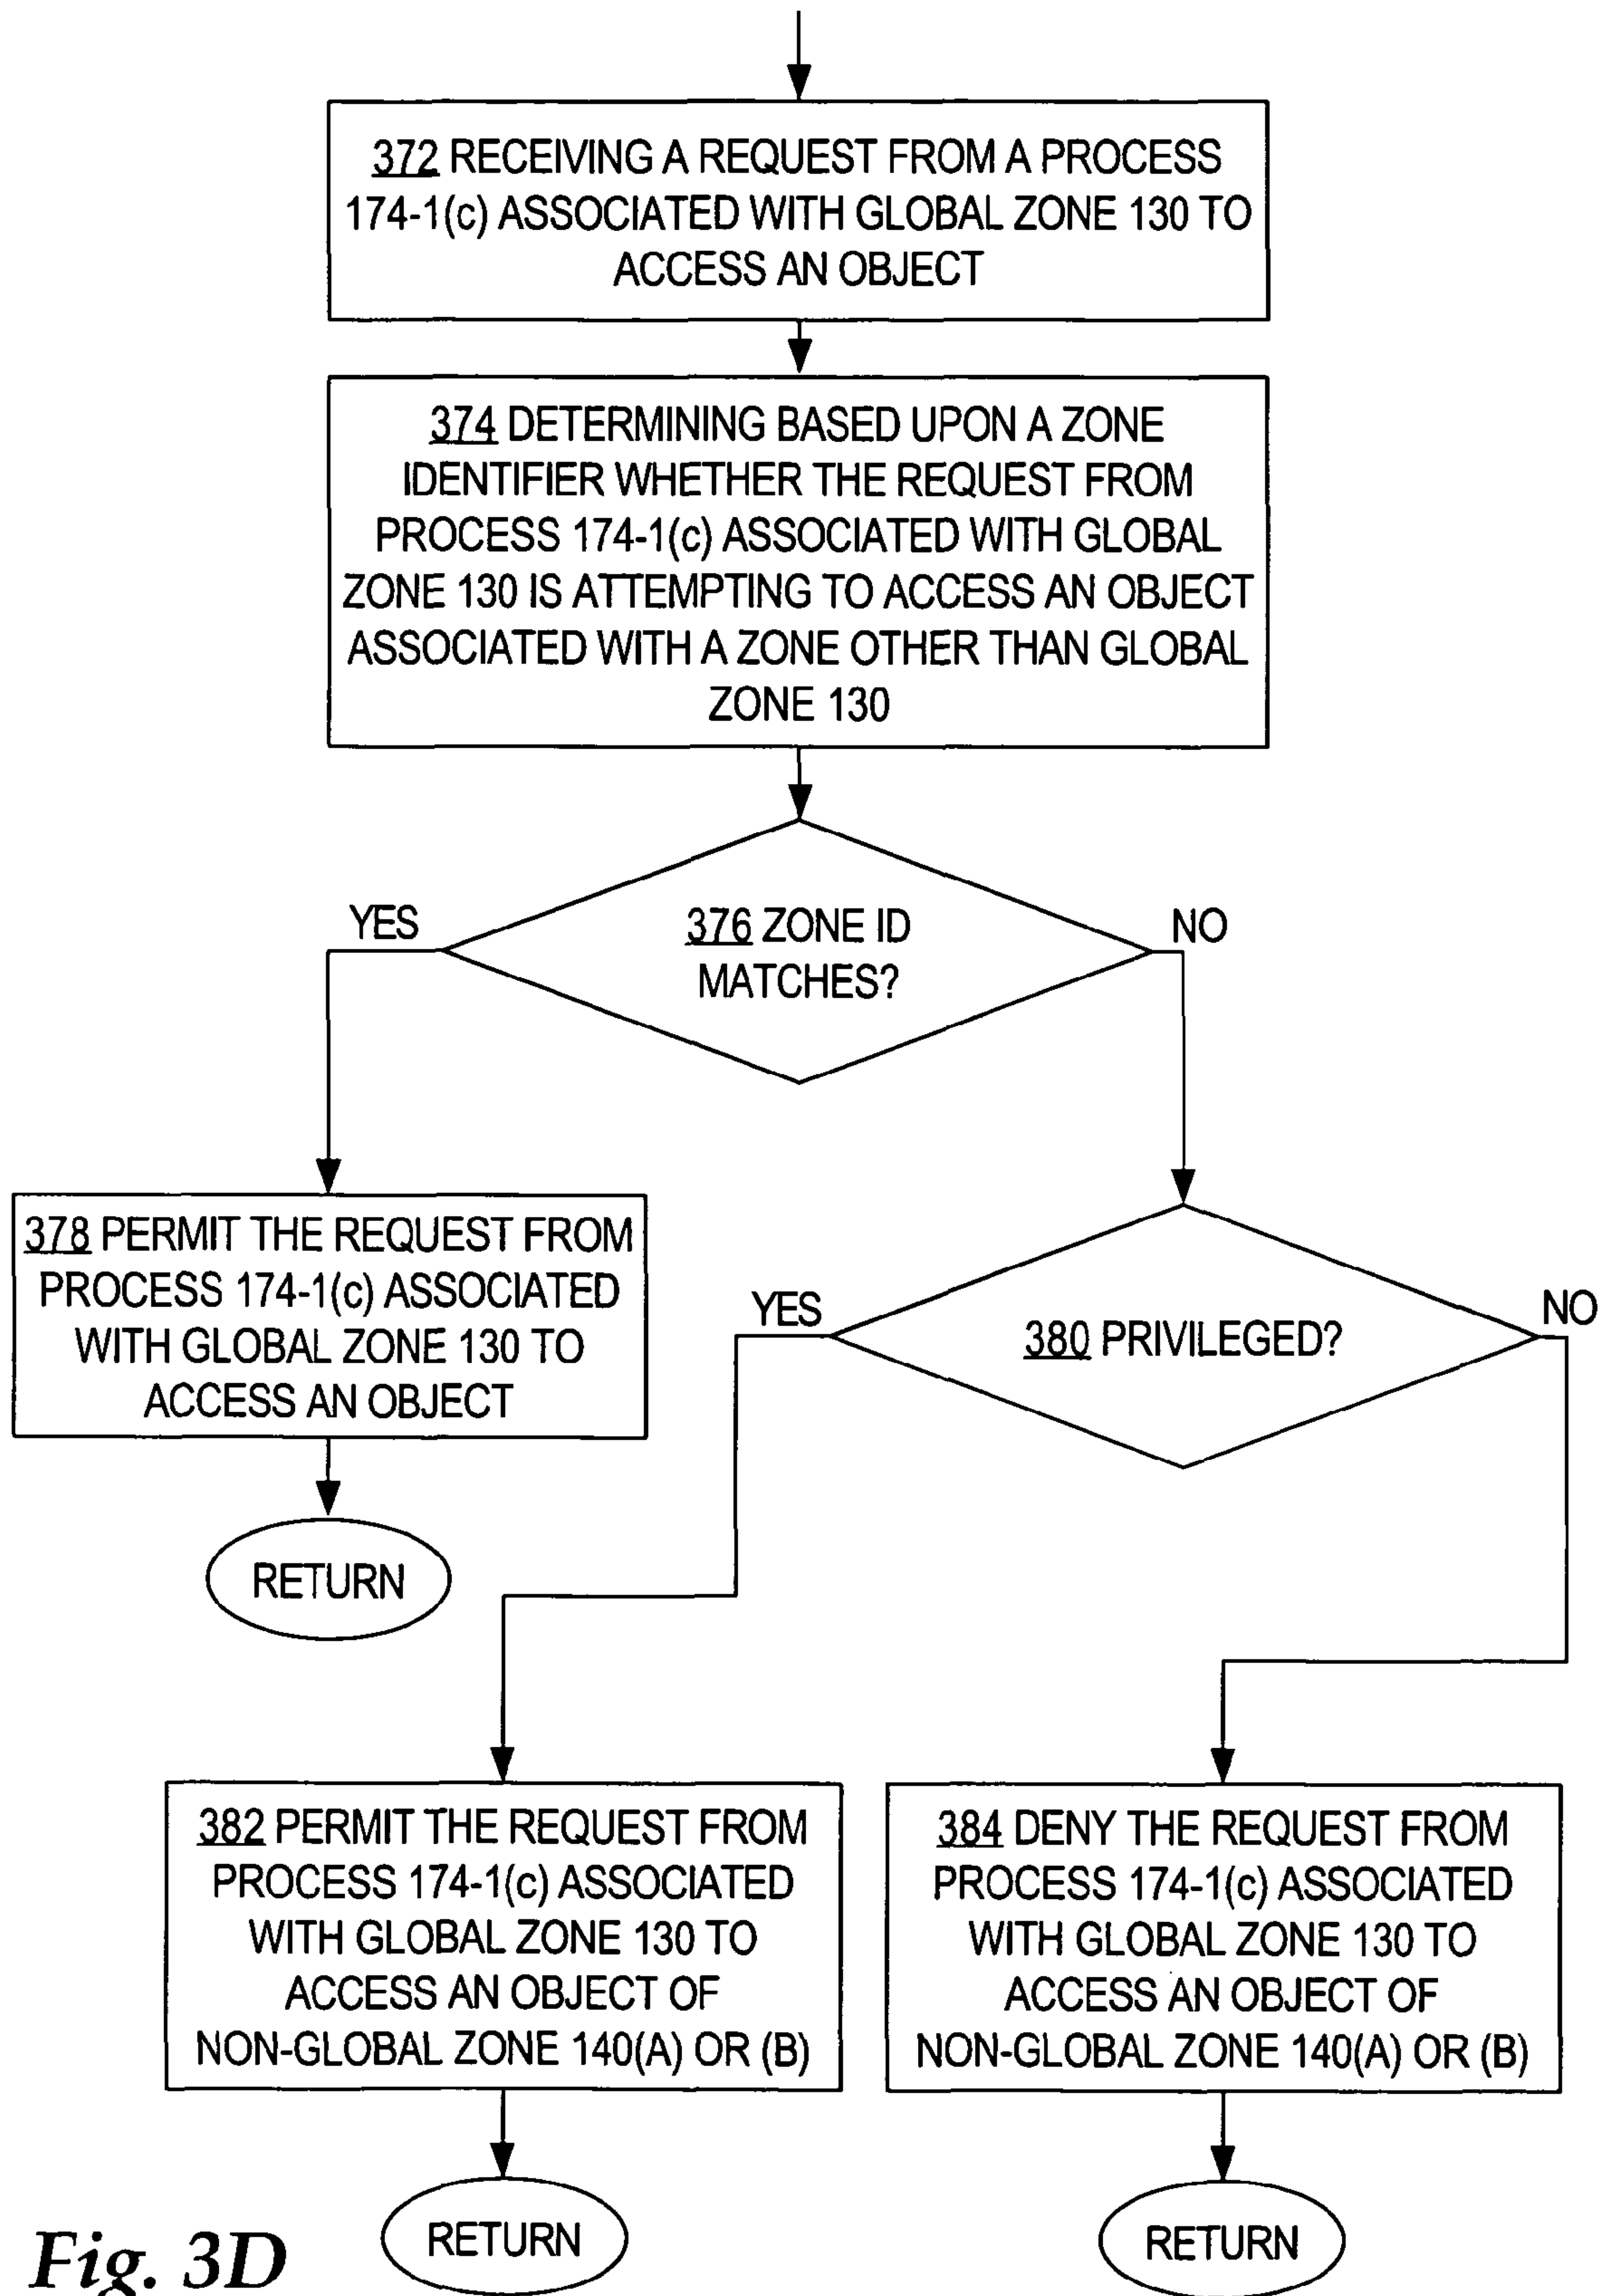 372 RECEIVING A REQUEST FROM A PROCESS
174-1(c) ASSOCIATED WITH GLOBAL ZONE 130 TO
ACCESS AN OBJECT
374 DETERMINING BASED UPON A ZONE
IDENTIFIER WHETHER THE REQUEST FROM
PROCESS 174-1(c) ASSOCIATED WITH GLOBAL
ZONE 130 IS ATTEMPTING TO ACCESS AN OBJECT
ASSOCIATED WITH A ZONE OTHER THAN GLOBAL
ZONE 130
YES
376 ZONE ID
MATCHES?
NO
378 PERMIT THE REQUEST FROM
PROCESS 174-1(c) ASSOCIATED
WITH GLOBAL ZONE 130 TO
ACCESS AN OBJECT
RETURN
YES
380 PRIVILEGED?
NO
382 PERMIT THE REQUEST FROM
PROCESS 174-1(c) ASSOCIATED
WITH GLOBAL ZONE 130 TO
ACCESS AN OBJECT OF
NON-GLOBAL ZONE 140(A) OR (B)
RETURN
384 DENY THE REQUEST FROM
PROCESS 174-1(c) ASSOCIATED
WITH GLOBAL ZONE 130 TO
ACCESS AN OBJECT OF
NON-GLOBAL ZONE 140(A) OR (B)
RETURN
Fig. 3D